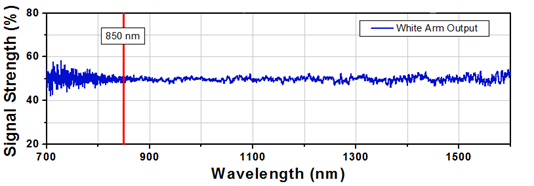 80
60
40
20
Signal Strength (%)
850 nm
White Arm Output
700
900
1100
1300
1500
Wavelength (nm)